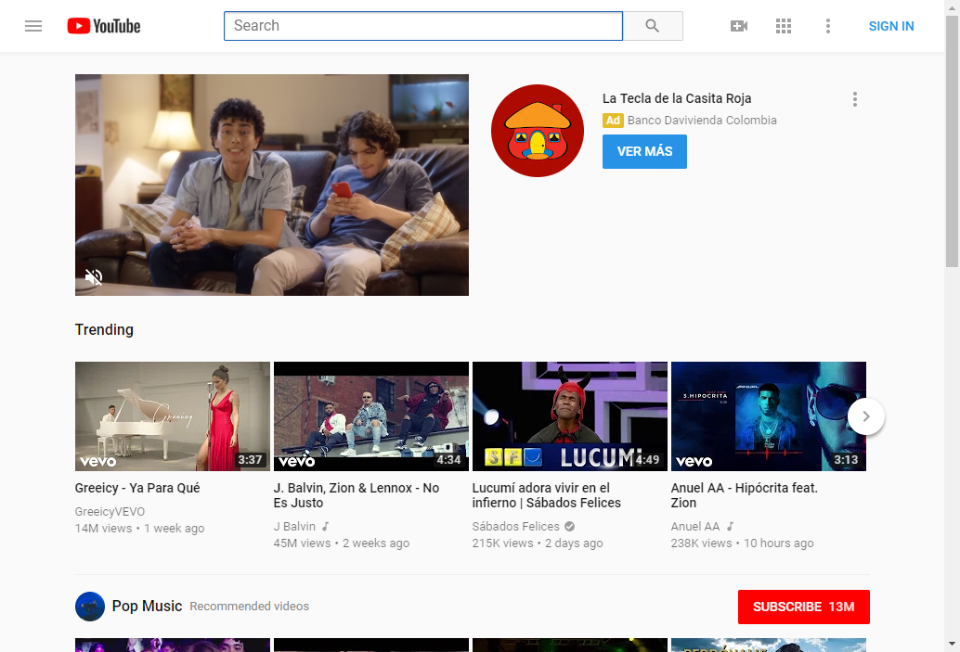 YouTube
Search
SIGN IN
La Tecla de la Casita Roja
Ad Banco Davivienda Colombia
VER MÁS
Trending
Greeicy
vevo
3:37
vevo
4:34
SFL
LUCUMÍ
4:49
3.HIPÓCRITA
vevo
3:13
Greeicy - Ya Para Qué
GreeicyVEVO
14M views • 1 week ago
J. Balvin, Zion & Lennox - No
Es Justo
J Balvin
45M views • 2 weeks ago
Lucumí adora vivir en el
infierno | Sábados Felices
Sábados Felices
215K views • 2 days ago
Anuel AA - Hipócrita feat.
Zion
Anuel AA
238K views • 10 hours ago
Pop Music Recommended videos
SUBSCRIBE 13M